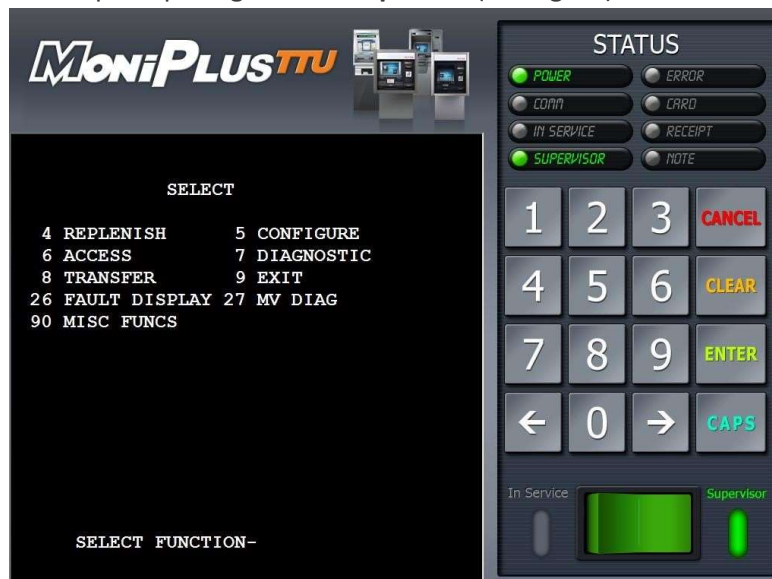 MONiPLUS TTU
SELECT
4 REPLENISH 5 CONFIGURE
6 ACCESS 7 DIAGNOSTIC
8 TRANSFER 9 EXIT
26 FAULT DISPLAY 27 MV DIAG
90 MISC FUNCS
SELECT FUNCTION-
STATUS
POWER ERROR
COMM CARD
IN SERVICE RECEIPT
SUPERVISOR NOTE
1 2 3 CANCEL
4 5 6 CLEAR
7 8 9 ENTER
← 0 → CAPS
In Service Supervisor